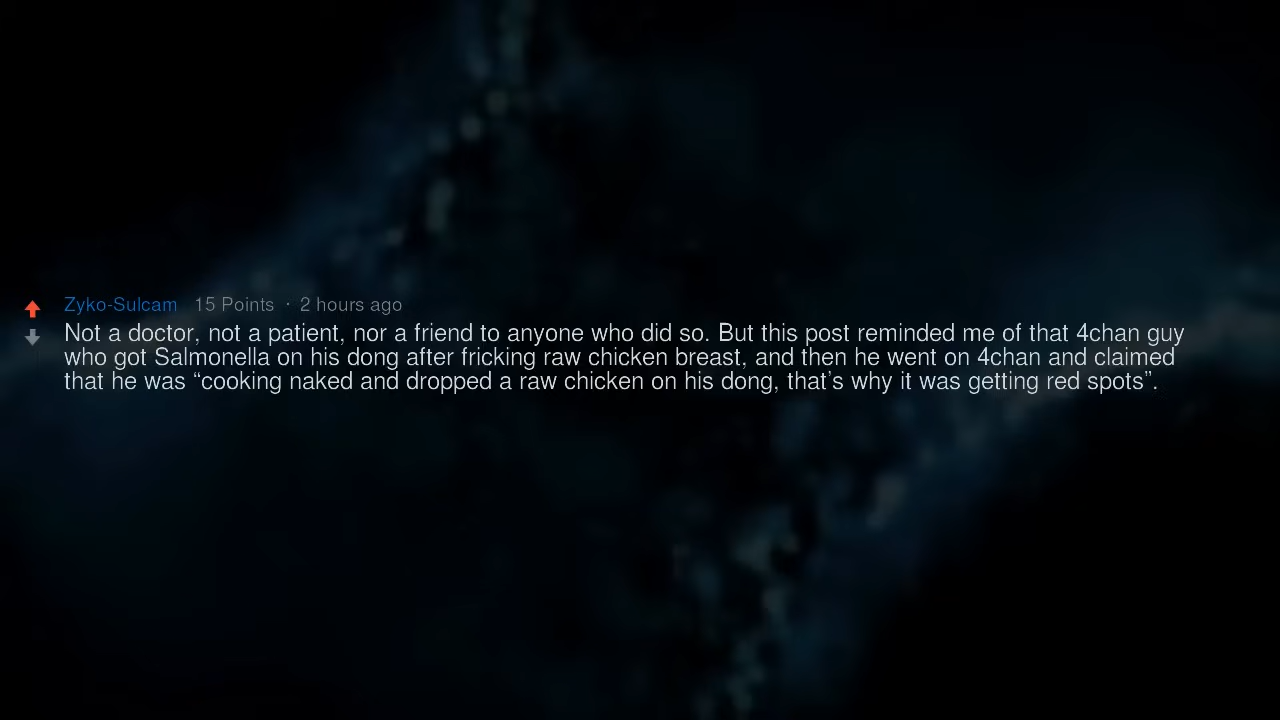 Zyko-Sulcam 15 Points · 2 hours ago
Not a doctor, not a patient, nor a friend to anyone who did so. But this post reminded me of that 4chan guy
who got Salmonella on his dong after fricking raw chicken breast, and then he went on 4chan and claimed
that he was “cooking naked and dropped a raw chicken on his dong, that’s why it was getting red spots”.